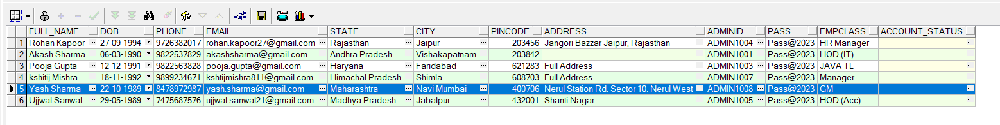 FULL_NAME DOB PHONE EMAIL STATE CITY PINCODE ADDRESS ADMINID PASS EMPCLASS ACCOUNT_STATUS
1 Rohan Kapoor 27-09-1994 9726382017 rohan.kapoor27@gmail.com Rajasthan Jaipur 203456 Jangori Bazzar Jaipur, Rajasthan ADMIN1004 Pass@2023 HR Manager
2 Akash Sharma 06-03-1990 9822537829 akashsharma@gmail.com Andhra Pradesh Vishakapatnam 203842 ADMIN1001 Pass@2023 HOD (IT)
3 Pooja Gupta 12-12-1991 9822563828 pooja.gupta@gmail.com Haryana Faridabad 621283 Full Address ADMIN1003 Pass@2023 JAVA TL
4 kshitij Mishra 18-11-1992 9899234671 kshtijmishra811@gmail.com Himachal Pradesh Shimla 608703 Full Address ADMIN1007 Pass@2023 Manager
5 Yash Sharma 22-10-1989 8478972987 yash.sharma@gmail.com Maharashtra Navi Mumbai 400706 Nerul Station Rd, Sector 10, Nerul West ADMIN1008 Pass@2023 GM
6 Ujjwal Sanwal 29-05-1989 7475687576 ujjwal.sanwal21@gmail.com Madhya Pradesh Jabalpur 432001 Shanti Nagar ADMIN1005 Pass@2023 HOD (Acc)